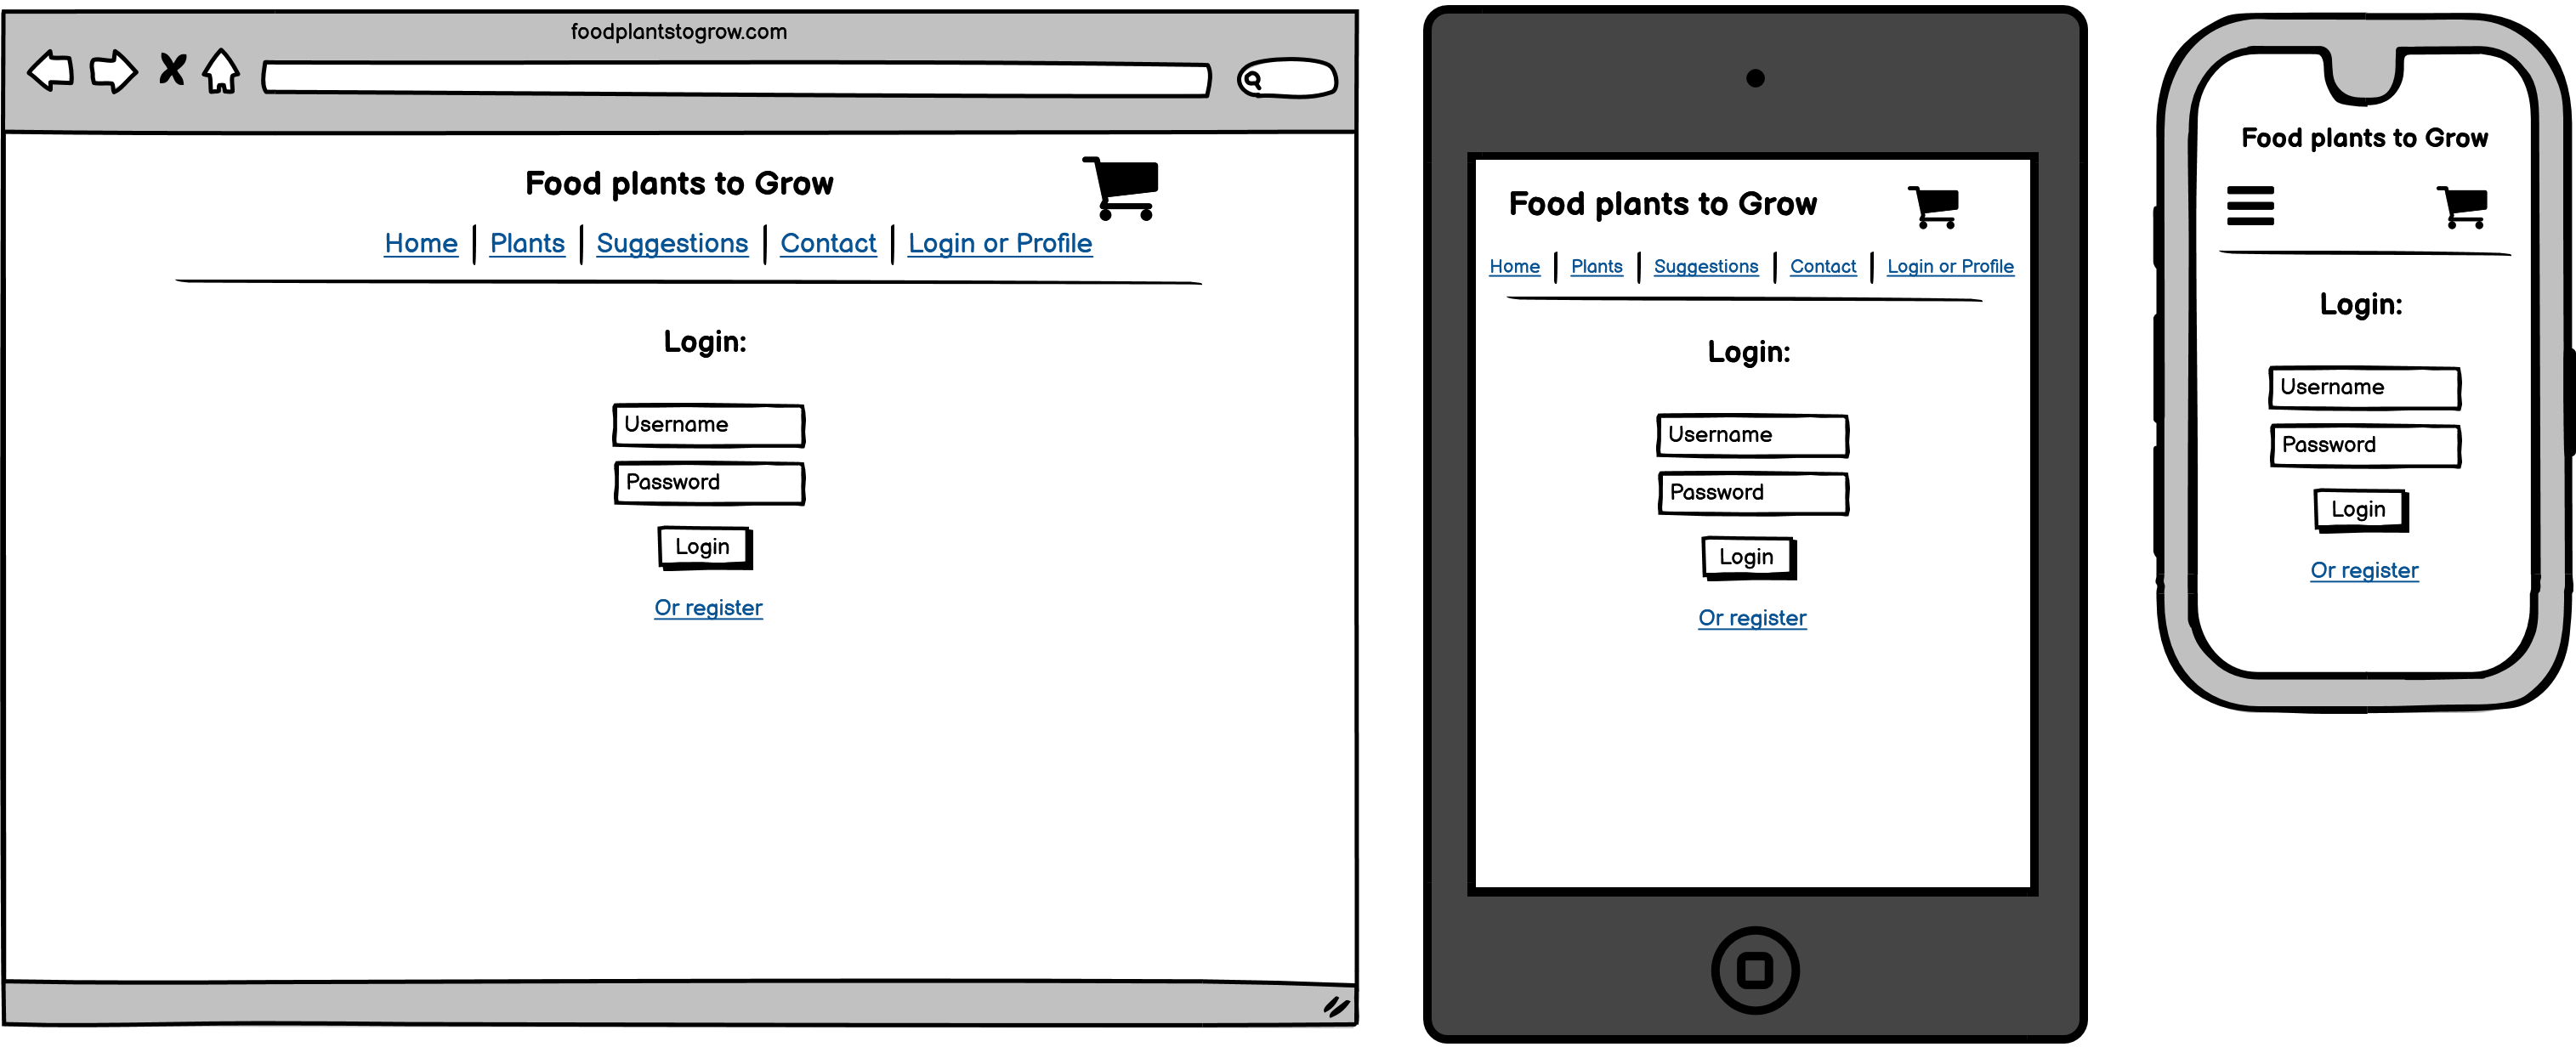 foodplantstogrow.com
Food plants to Grow
Home | Plants | Suggestions | Contact | Login or Profile
Login:
Username
Password
Login
Or register
Food plants to Grow
Home | Plants | Suggestions | Contact | Login or Profile
Login:
Username
Password
Login
Or register
Food plants to Grow
Login:
Username
Password
Login
Or register